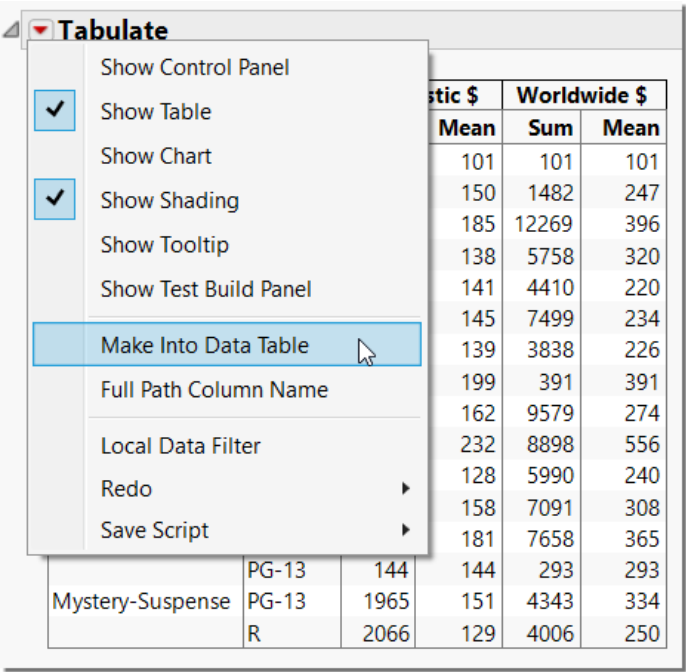 Tabulate
Show Control Panel
Show Table
Show Chart
Show Shading
Show Tooltip
Show Test Build Panel
Make Into Data Table
Full Path Column Name
Local Data Filter
Redo
Save Script
stic $ Worldwide $
Mean Sum Mean
101 101 101
150 1482 247
185 12269 396
138 5758 320
141 4410 220
145 7499 234
139 3838 226
199 391 391
162 9579 274
232 8898 556
128 5990 240
158 7091 308
181 7658 365
PG-13 144 144 293 293
Mystery-Suspense PG-13 1965 151 4343 334
R 2066 129 4006 250